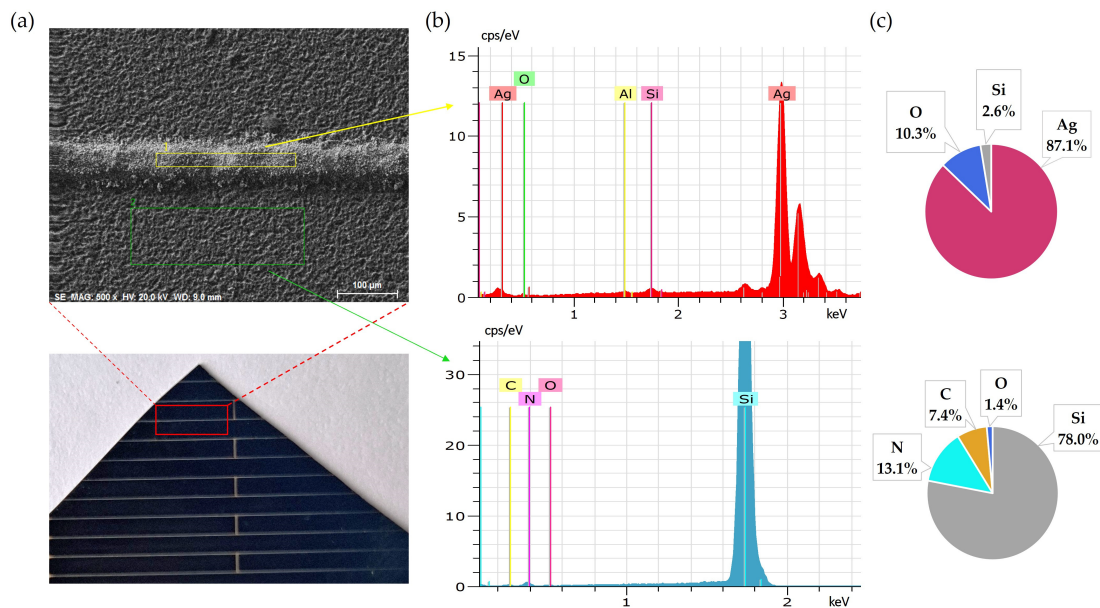 (a)
SE MAG: 500 x HV: 20.0 kV WD: 9.0 mm
100 µm
(b)
cps/eV
15
10
5
0
Ag
O
Al
Si
Ag
1
2
3
keV
cps/eV
30
20
10
0
C
N
O
Si
1
2
keV
(c)
Si
2.6%
O
10.3%
Ag
87.1%
O
1.4%
C
7.4%
Si
78.0%
N
13.1%